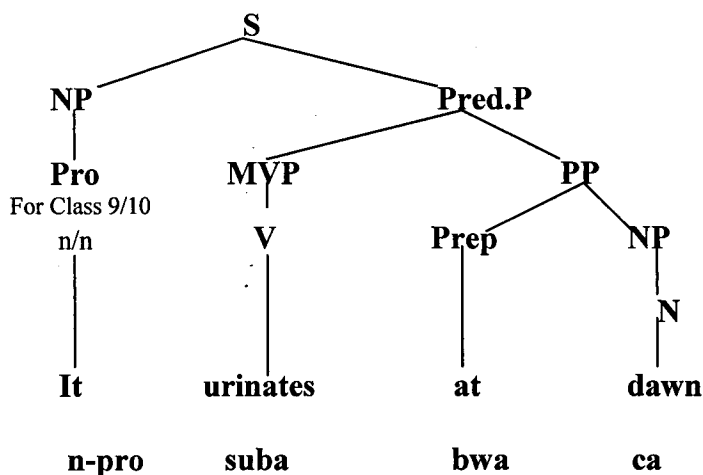 S
NP Pred.P
Pro MVP PP
For Class 9/10
n/n V Prep NP
N
It urinates at dawn
n-pro suba bwa ca